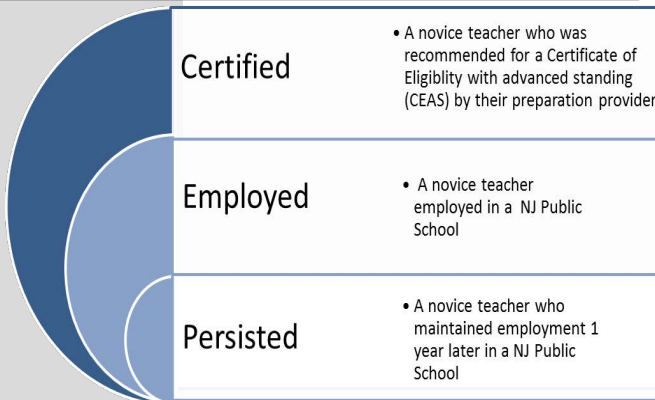 Certified
• A novice teacher who was
recommended for a Certificate of
Eligiblity with advanced standing
(CEAS) by their preparation provider
Employed
• A novice teacher
employed in a NJ Public
School
Persisted
• A novice teacher who
maintained employment 1
year later in a NJ Public
School